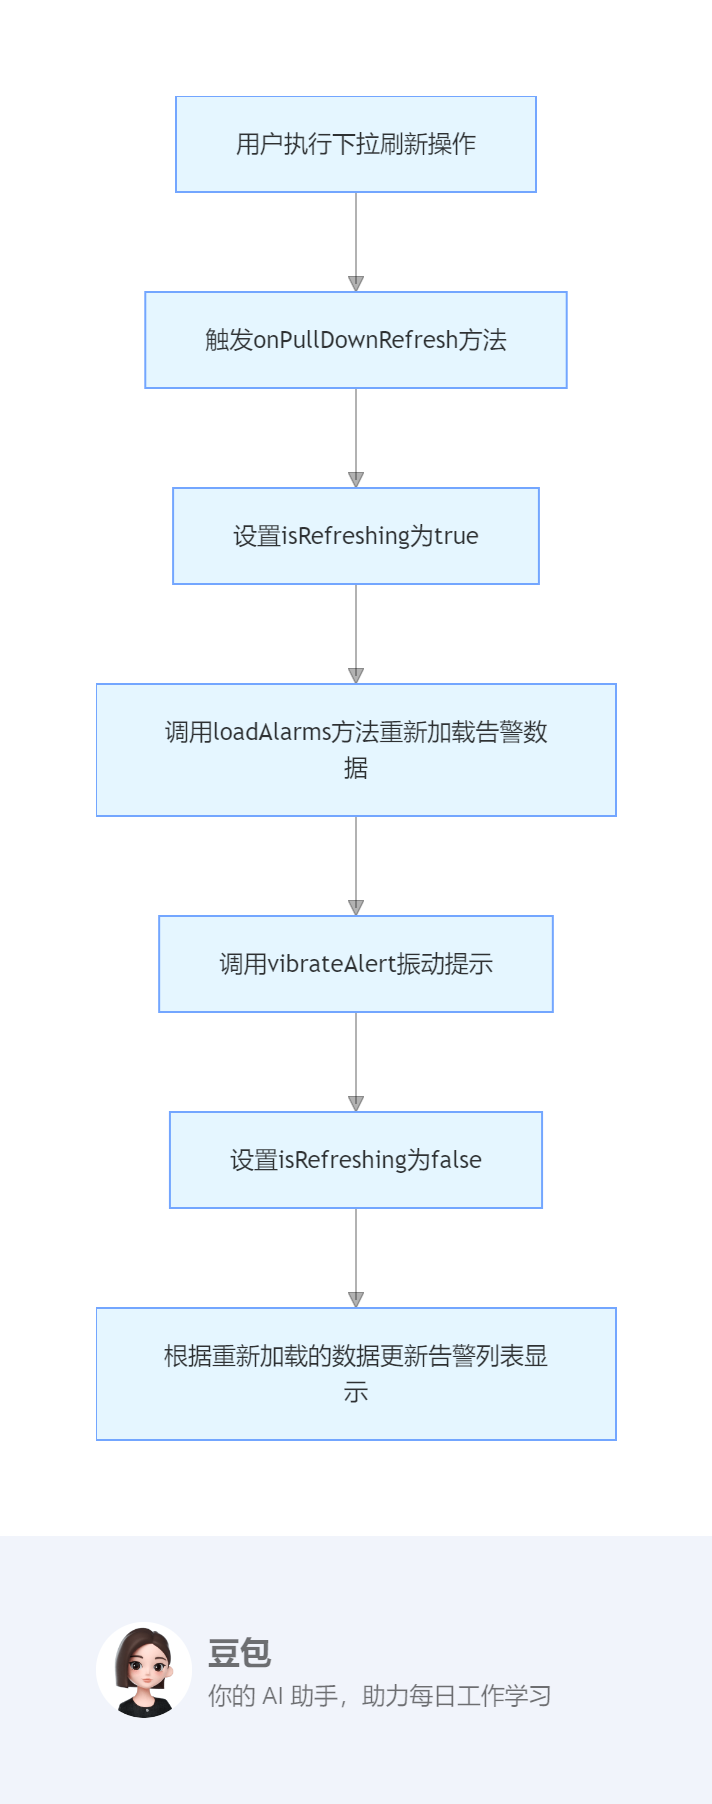 用户执行下拉刷新操作
触发onPullDownRefresh方法
设置isRefreshing为true
调用loadAlarms方法重新加载告警数
据
调用vibrateAlert振动提示
设置isRefreshing为false
根据重新加载的数据更新告警列表显
示
豆包
你的 AI 助手，助力每日工作学习